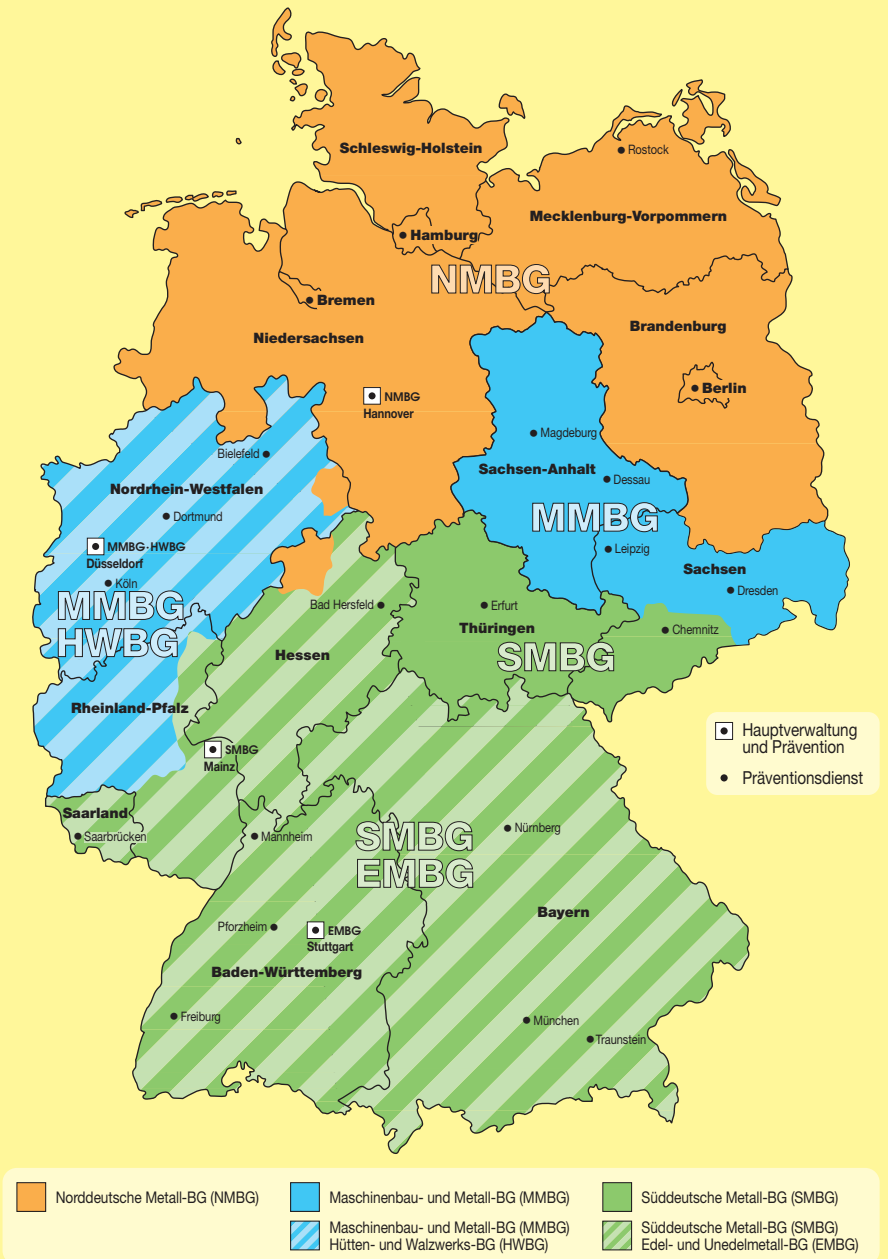 Schleswig-Holstein
Rostock
Mecklenburg-Vorpommern
Hamburg
NMBG
Bremen
Brandenburg
Niedersachsen
Berlin
NMBG
Hannover
Magdeburg
Bielefeld
Sachsen-Anhalt
Dessau
Nordrhein-Westfalen
Dortmund
MMBG
MMBG·HWBG
Düsseldorf
Leipzig
Sachsen
Köln
Dresden
MMBG
HWBG
Bad Hersfeld
Erfurt
Thüringen
Chemnitz
Hessen
SMBG
Rheinland-Pfalz
SMBG
Mainz
Hauptverwaltung
und Prävention
Präventionsdienst
Saarland
Saarbrücken
Mannheim
SMBG
EMBG
Nürnberg
Bayern
Pforzheim
EMBG
Stuttgart
Baden-Württemberg
Freiburg
München
Traunstein
Norddeutsche Metall-BG (NMBG)
Maschinenbau- und Metall-BG (MMBG)
Süddeutsche Metall-BG (SMBG)
Maschinenbau- und Metall-BG (MMBG)
Hütten- und Walzwerks-BG (HWBG)
Süddeutsche Metall-BG (SMBG)
Edel- und Unedelmetall-BG (EMBG)